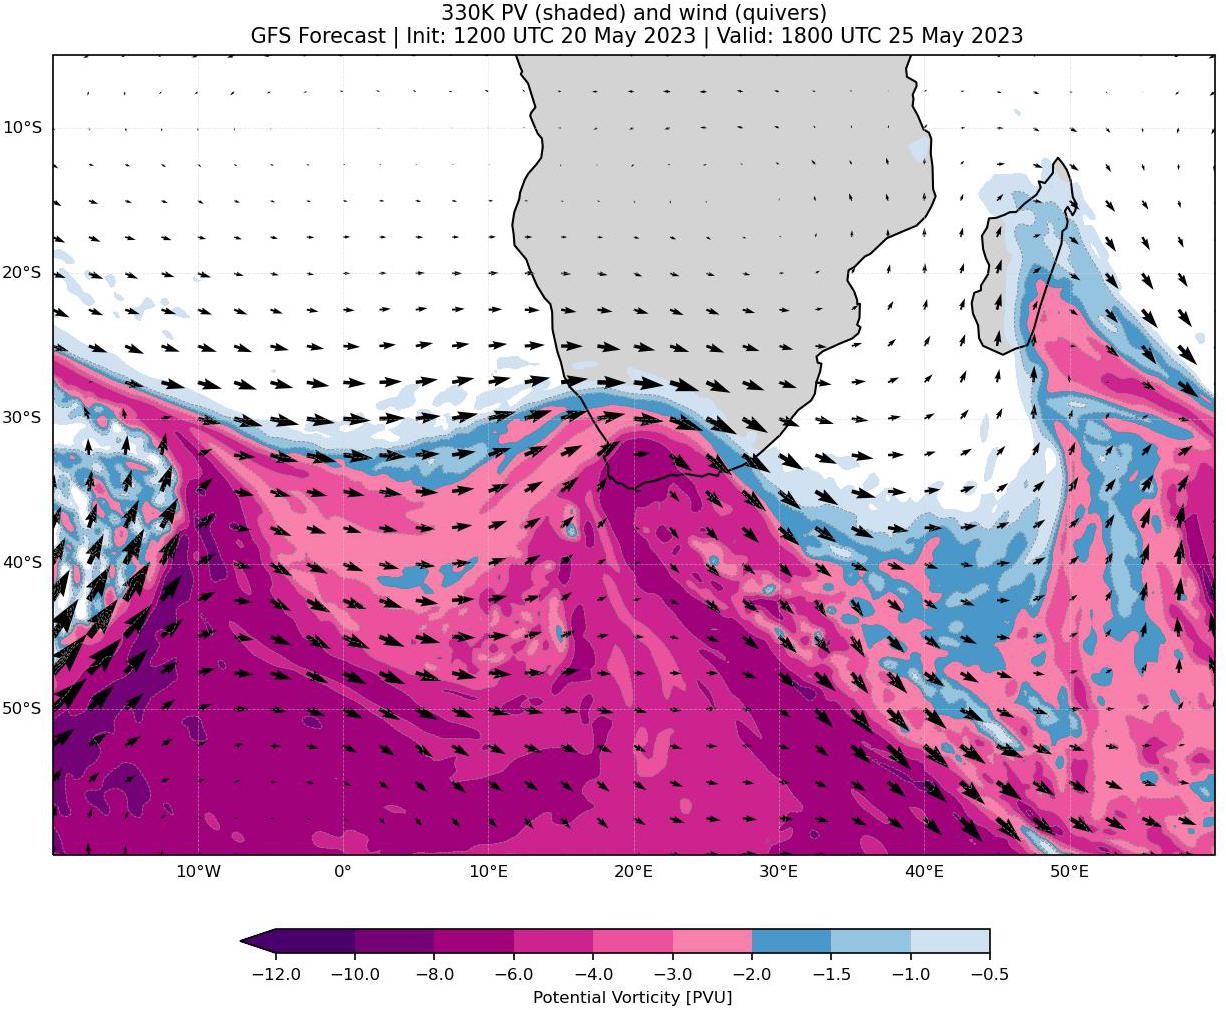 330K PV (shaded) and wind (quivers)
GFS Forecast | Init: 1200 UTC 20 May 2023 | Valid: 1800 UTC 25 May 2023
10°S
20°S
30°S
40°S
50°S
10°W 0° 10°E 20°E 30°E 40°E 50°E
−12.0 −10.0 −8.0 −6.0 −4.0 −3.0 −2.0 −1.5 −1.0 −0.5
Potential Vorticity [PVU]